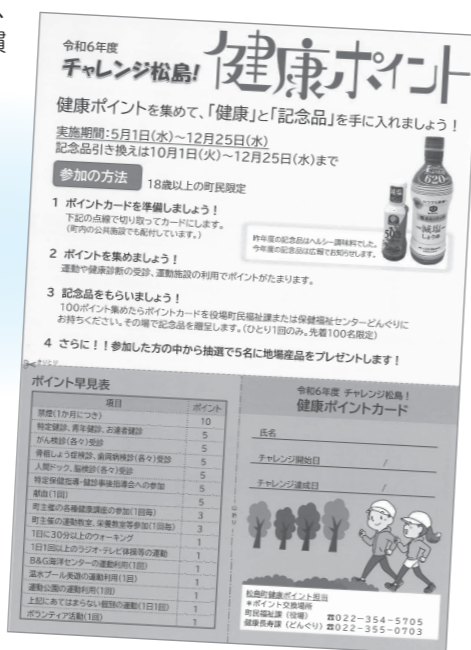 令和6年度
チャレンジ松島!
健康ポイント
健康ポイントを集めて、「健康」と「記念品」を手に入れましょう!
実施期間:5月1日(水)~12月25日(水)
記念品引き換えは10月1日(火)~12月25日(水)まで
参加の方法 18歳以上の町民限定
1 ポイントカードを準備しましょう!
下記の点線で切り取ってカードにします。
(町内の公共施設でも配付しています。)
昨年度の記念品はヘルシー調味料でした。
今年度の記念品は広報でお知らせします。
減塩
しょうゆ
2 ポイントを集めましょう!
運動や健康診断の受診、運動施設の利用でポイントがたまります。
3 記念品をもらいましょう!
100ポイント集めたらポイントカードを役場町民福祉課または保健福祉センターどんぐりに
お持ちください。その場で記念品を贈呈します。(ひとり1回のみ。先着100名限定)
4 さらに!!参加した方の中から抽選で5名に地場産品をプレゼントします!
ポイント早見表
項目 ポイント
禁煙(1か月につき) 10
特定健診、青年健診、お達者健診 5
がん検診(各々)受診 5
骨粗しょう症検診、歯周病検診(各々)受診 5
人間ドック、脳検診(各々)受診 5
特定保健指導・健診事後指導会への参加 5
献血(1回) 5
町主催の各種健康講座の参加(1回毎) 3
町主催の運動教室、栄養教室等参加(1回毎) 3
1日に30分以上のウォーキング 1
1日1回以上のラジオ・テレビ体操等の運動 1
B&G海洋センターの運動利用(1回) 1
温水プール美遊の運動利用(1回) 1
運動公園の運動利用(1回) 1
上記にあてはまらない個別の運動(1日1回) 1
ボランティア活動(1回) 1
令和6年度 チャレンジ松島!
健康ポイントカード
氏名
チャレンジ開始日 /
チャレンジ達成日 /
松島町健康ポイント担当
*ポイント交換場所
町民福祉課(役場) ☎022-354-5705
健康長寿課(どんぐり) ☎022-355-0703